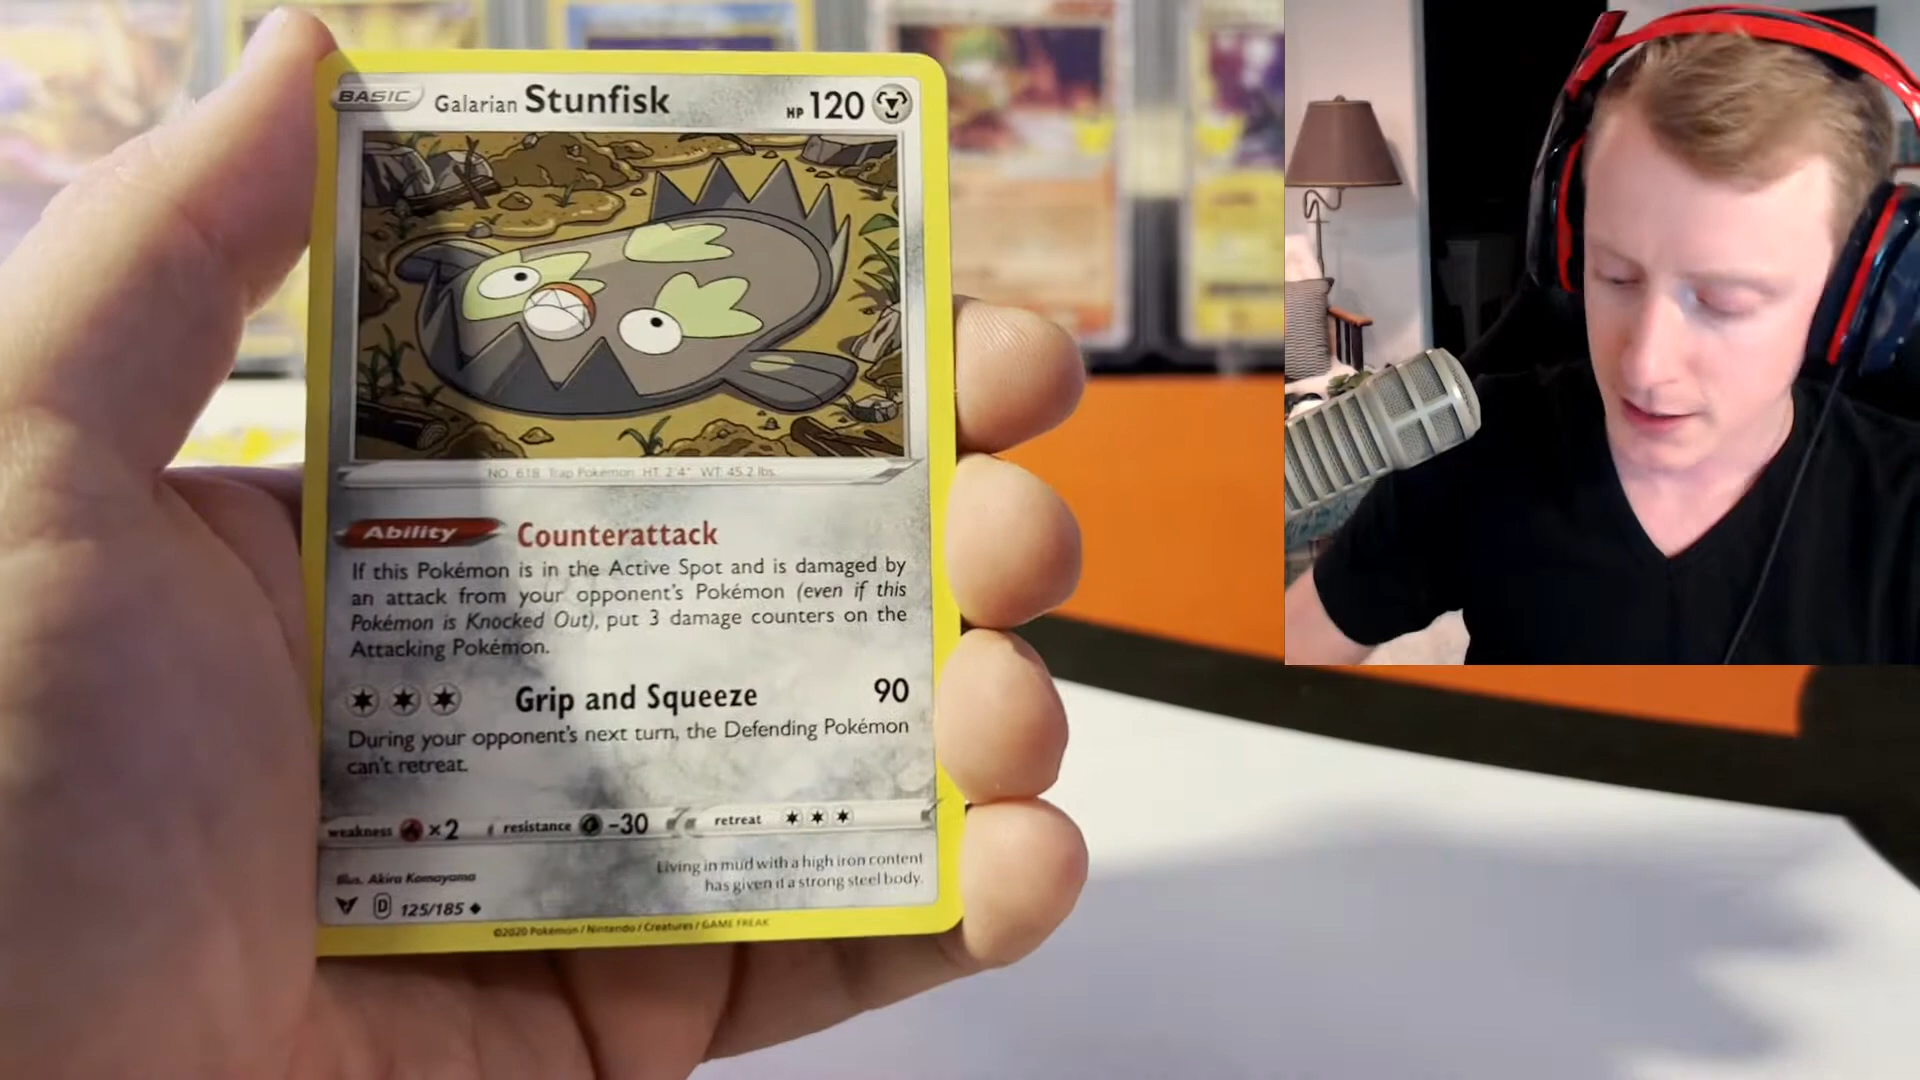 BASIC Galarian Stunfisk HP 120
NO. 618 Trap Pokémon HT: 2'4" WT: 45.2 lbs.
Ability Counterattack
If this Pokémon is in the Active Spot and is damaged by
an attack from your opponent's Pokémon (even if this
Pokémon is Knocked Out), put 3 damage counters on the
Attacking Pokémon.
Grip and Squeeze 90
During your opponent's next turn, the Defending Pokémon
can't retreat.
weakness ×2 resistance -30 retreat
Illus. Akira Komayama
Living in mud with a high iron content
has given it a strong steel body.
D 125/185
©2020 Pokémon / Nintendo / Creatures / GAME FREAK